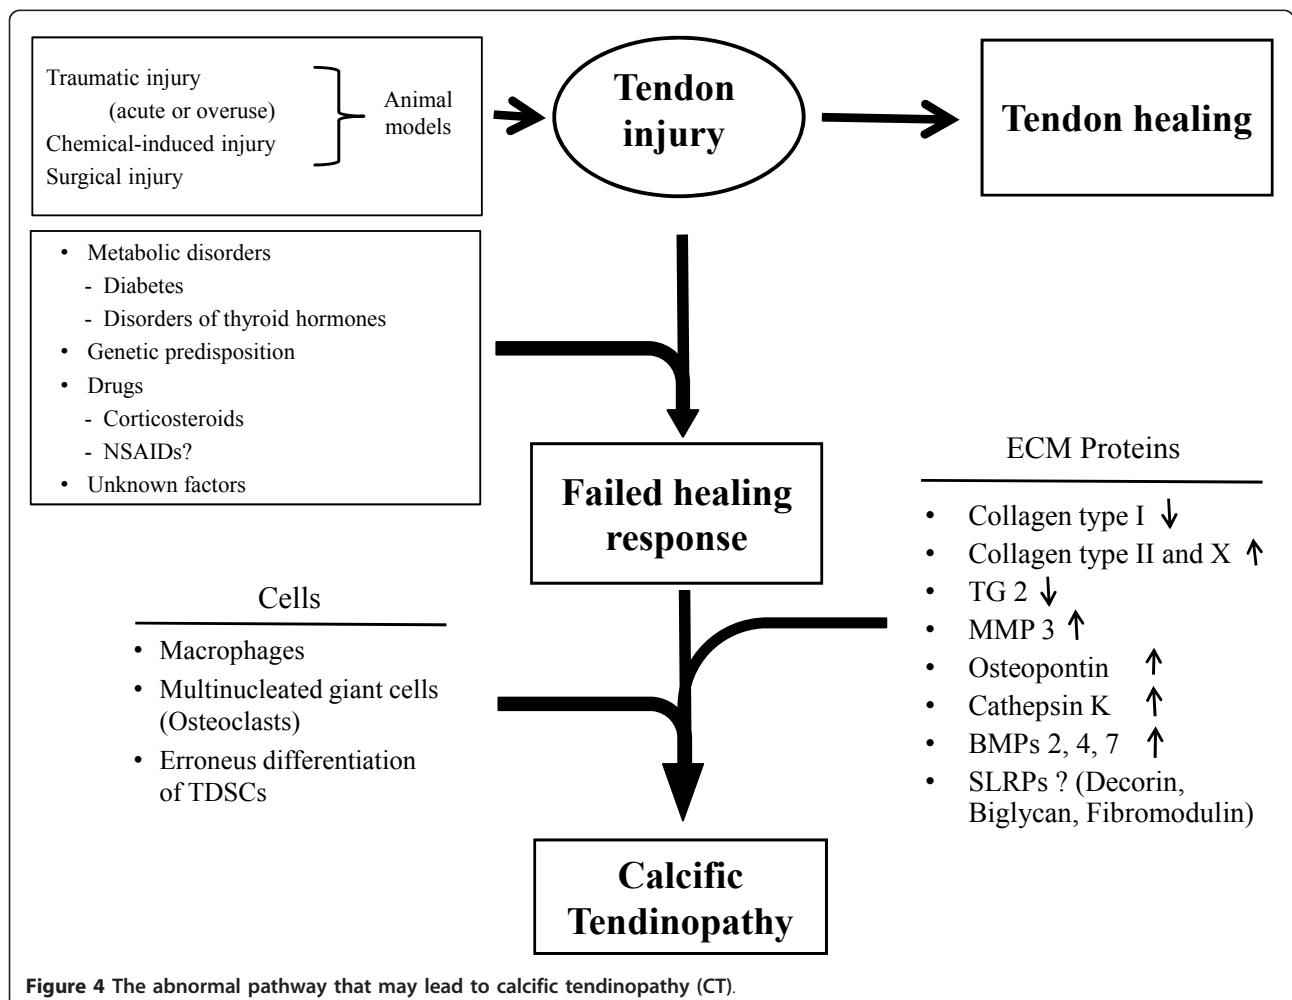 Traumatic injury
(acute or overuse)
Chemical-induced injury
Surgical injury
Animal
models
Tendon
injury
Tendon healing
• Metabolic disorders
- Diabetes
- Disorders of thyroid hormones
• Genetic predisposition
• Drugs
- Corticosteroids
- NSAIDs?
• Unknown factors
Failed healing
response
ECM Proteins
• Collagen type I ↓
• Collagen type II and X ↑
• TG 2 ↓
• MMP 3 ↑
• Osteopontin ↑
• Cathepsin K ↑
• BMPs 2, 4, 7 ↑
• SLRPs ? (Decorin,
Biglycan, Fibromodulin)
Cells
• Macrophages
• Multinucleated giant cells
(Osteoclasts)
• Erroneus differentiation
of TDSCs
Calcific
Tendinopathy
Figure 4 The abnormal pathway that may lead to calcific tendinopathy (CT).